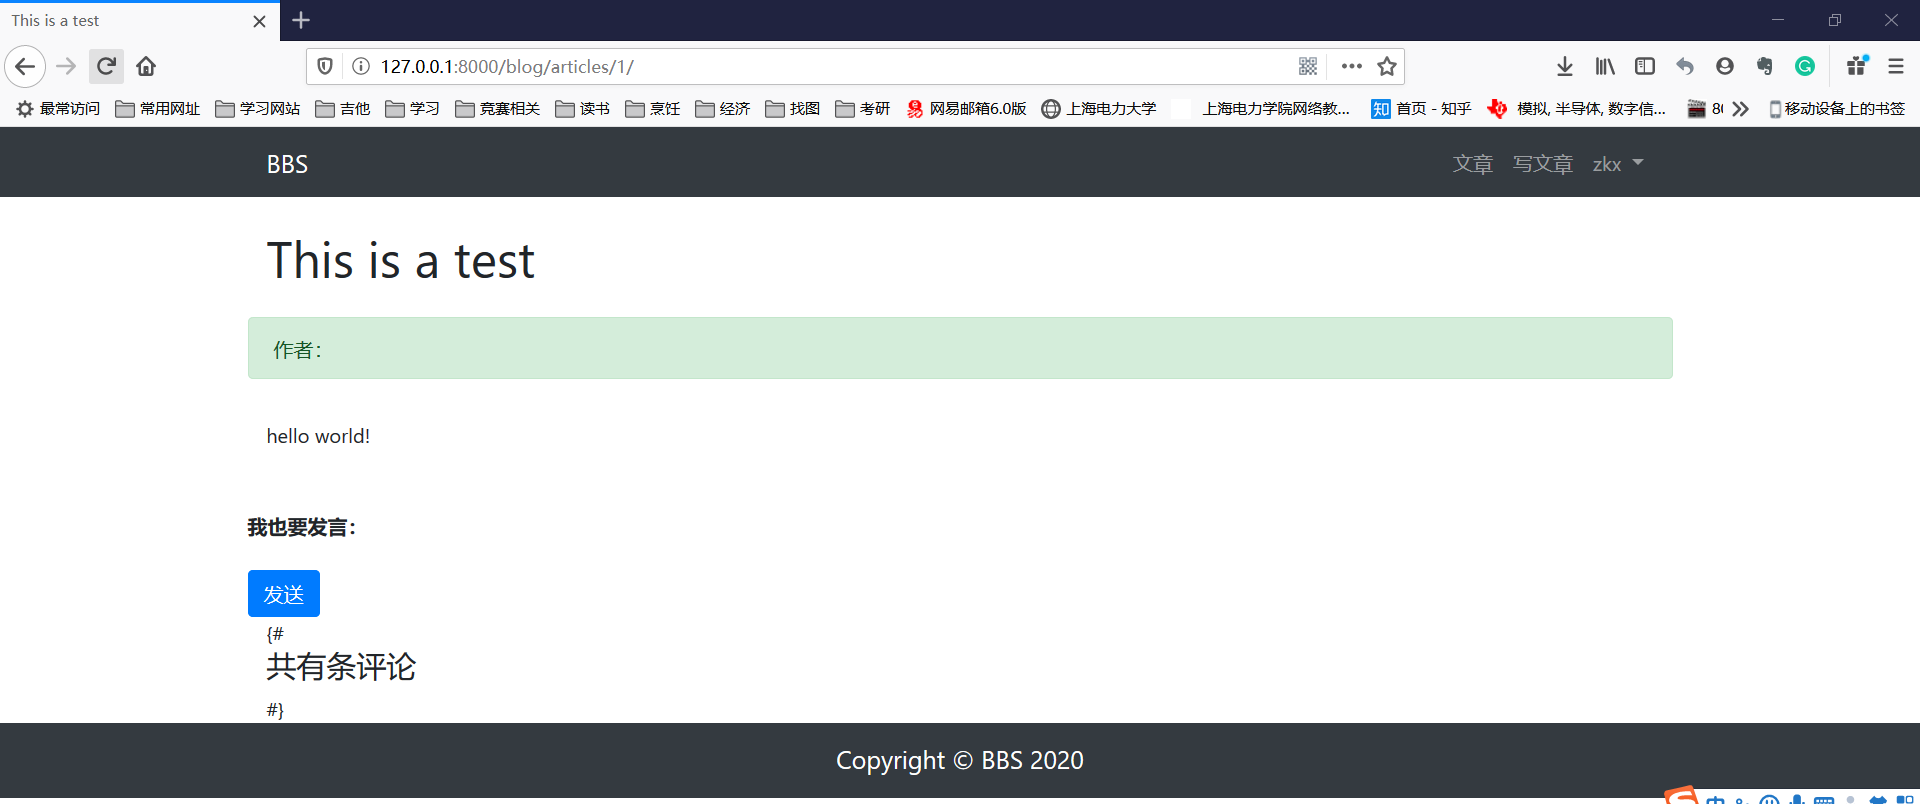 This is a test
127.0.0.1:8000/blog/articles/1/
最常访问 常用网址 学习网站 吉他 学习 竞赛相关 读书 烹饪 经济 找图 考研 网易邮箱6.0版 上海电力大学 上海电力学院网络教... 知 首页 - 知乎 模拟, 半导体, 数字信... 移动设备上的书签
BBS 文章 写文章 zkx
This is a test
作者：
hello world!
我也要发言：
发送
{#
共有条评论
#}
Copyright © BBS 2020